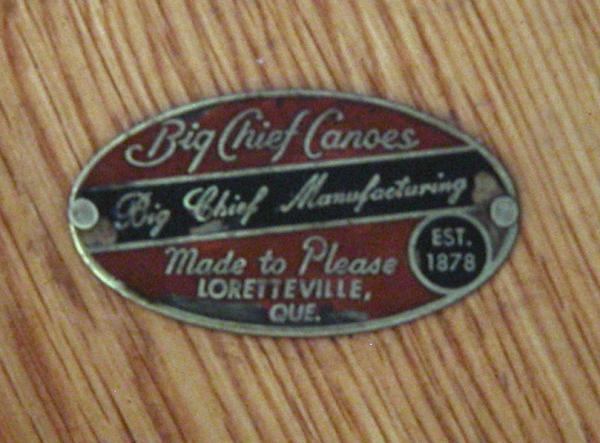 Big Chief Canoes
Big Chief Manufacturing
Made to Please
LORETTEVILLE,
QUE.
EST.
1878